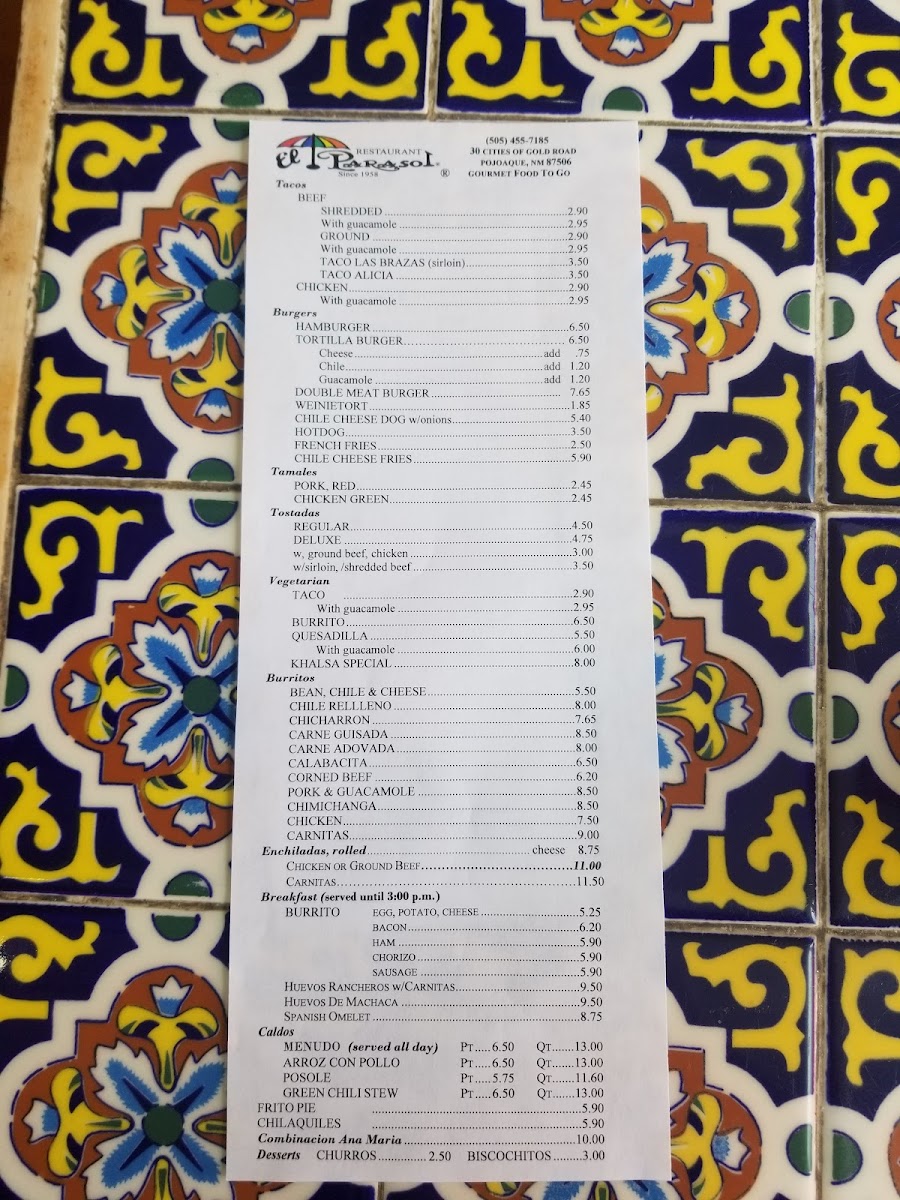 El Parasol RESTAURANT
Since 1958 ®
(505) 455-7185
30 CITIES OF GOLD ROAD
POJOAQUE, NM 87506
GOURMET FOOD TO GO
Tacos
BEEF
SHREDDED 2.90
With guacamole 2.95
GROUND 2.90
With guacamole 2.95
TACO LAS BRAZAS (sirloin) 3.50
TACO ALICIA 3.50
CHICKEN 2.90
With guacamole 2.95
Burgers
HAMBURGER 6.50
TORTILLA BURGER 6.50
Cheese add .75
Chile add 1.20
Guacamole add 1.20
DOUBLE MEAT BURGER 7.65
WEINIETORT 1.85
CHILE CHEESE DOG w/onions 5.40
HOTDOG 3.50
FRENCH FRIES 2.50
CHILE CHEESE FRIES 5.90
Tamales
PORK, RED 2.45
CHICKEN GREEN 2.45
Tostadas
REGULAR 4.50
DELUXE 4.75
w, ground beef, chicken 3.00
w/sirloin, /shredded beef 3.50
Vegetarian
TACO 2.90
With guacamole 2.95
BURRITO 6.50
QUESADILLA 5.50
With guacamole 6.00
KHALSA SPECIAL 8.00
Burritos
BEAN, CHILE & CHEESE 5.50
CHILE RELLLENO 8.00
CHICHARRON 7.65
CARNE GUISADA 8.50
CARNE ADOVADA 8.00
CALABACITA 6.50
CORNED BEEF 6.20
PORK & GUACAMOLE 8.50
CHIMICHANGA 8.50
CHICKEN 7.50
CARNITAS 9.00
Enchiladas, rolled cheese 8.75
CHICKEN OR GROUND BEEF 11.00
CARNITAS 11.50
Breakfast (served until 3:00 p.m.)
BURRITO EGG, POTATO, CHEESE 5.25
BACON 6.20
HAM 5.90
CHORIZO 5.90
SAUSAGE 5.90
HUEVOS RANCHEROS W/CARNITAS 9.50
HUEVOS DE MACHACA 9.50
SPANISH OMELET 8.75
Caldos
MENUDO (served all day) PT 6.50 QT 13.00
ARROZ CON POLLO PT 6.50 QT 13.00
POSOLE PT 5.75 QT 11.60
GREEN CHILI STEW PT 6.50 QT 13.00
FRITO PIE 5.90
CHILAQUILES 5.90
Combinacion Ana Maria 10.00
Desserts CHURROS 2.50 BISCOCHITOS 3.00